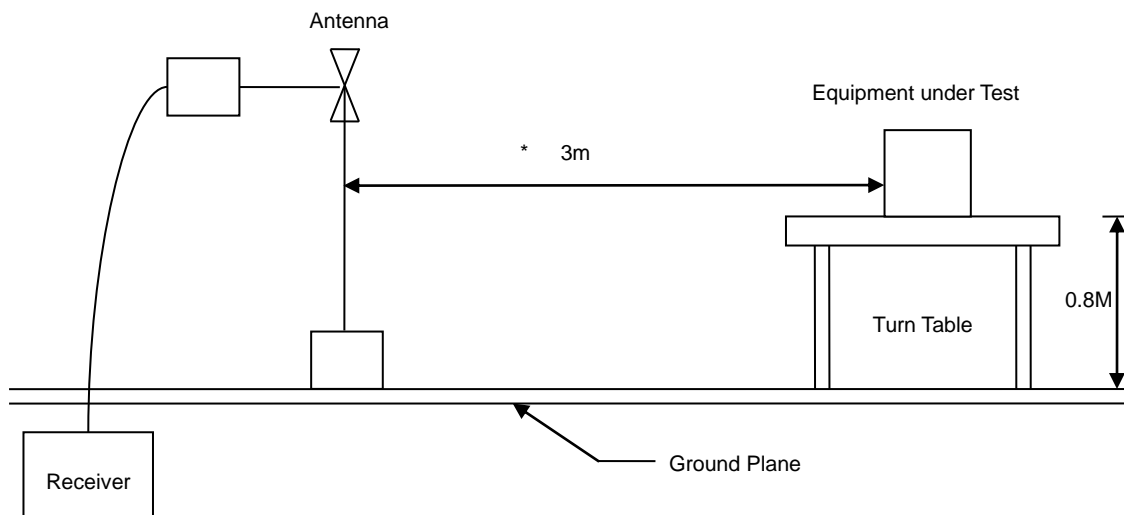 Antenna
Equipment under Test
* 3m
0.8M
Turn Table
Ground Plane
Receiver